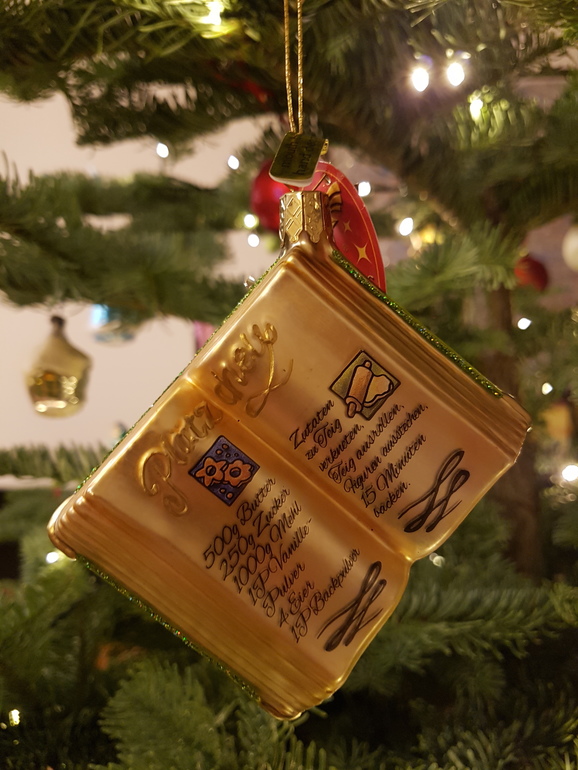 Plätzchen
500g Butter
250g Zucker
1000g Mehl
1P Vanille-
Pulver
4 Eier
1P Backpulver
Zutaten
zu Teig
verkneten.
Teig ausrollen,
Figuren ausstechen,
15 Minuten
backen.